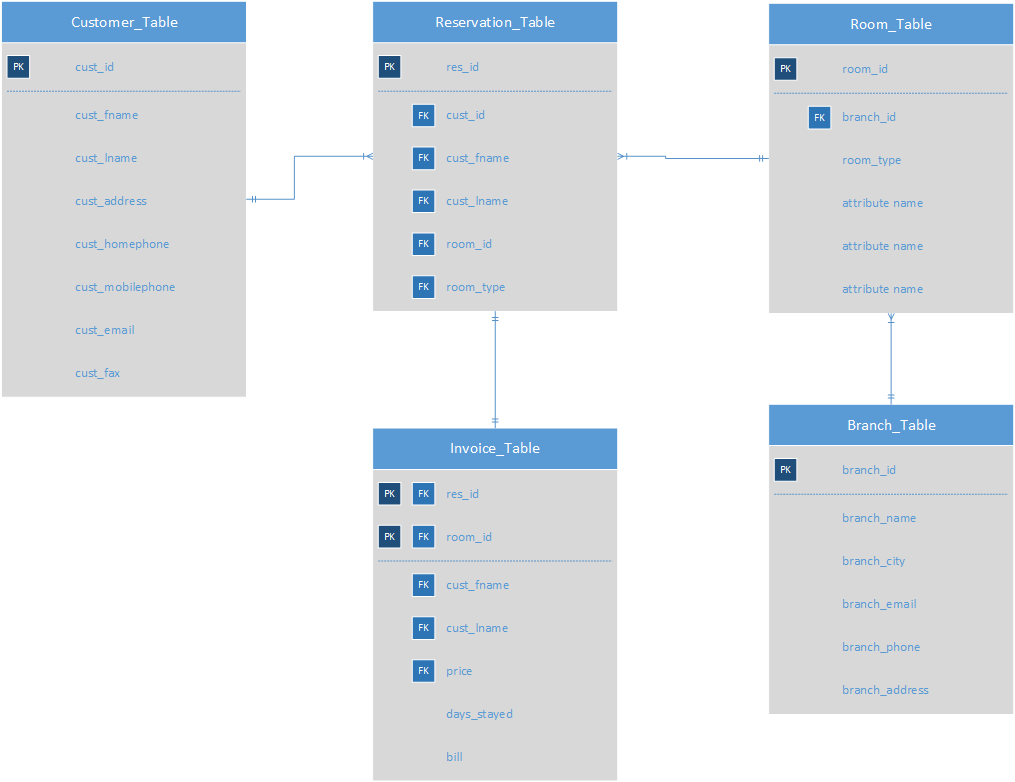 Customer_Table
PK cust_id
cust_fname
cust_lname
cust_address
cust_homephone
cust_mobilephone
cust_email
cust_fax
Reservation_Table
PK res_id
FK cust_id
FK cust_fname
FK cust_lname
FK room_id
FK room_type
Room_Table
PK room_id
FK branch_id
room_type
attribute name
attribute name
attribute name
Invoice_Table
PK FK res_id
PK FK room_id
FK cust_fname
FK cust_lname
FK price
days_stayed
bill
Branch_Table
PK branch_id
branch_name
branch_city
branch_email
branch_phone
branch_address